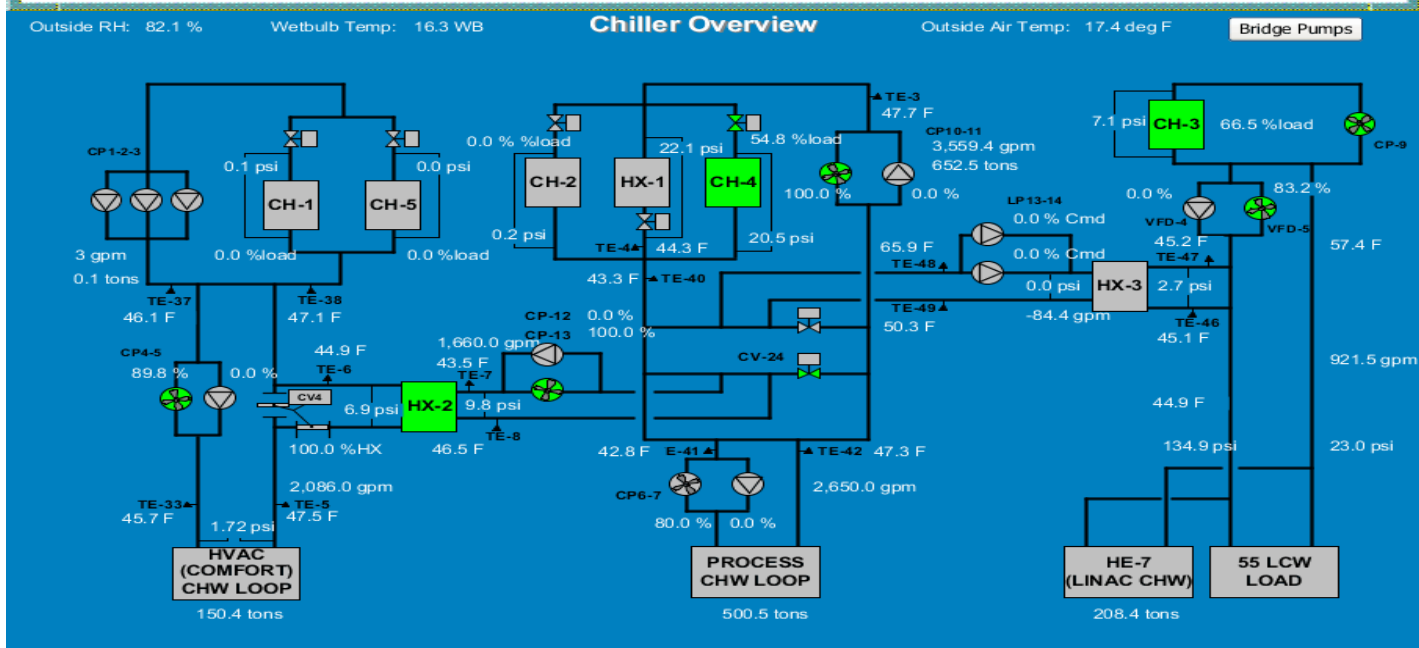 Chiller Overview
Outside RH: 82.1 %
Wetbulb Temp: 16.3 WB
Outside Air Temp: 17.4 deg F
Bridge Pumps
CP1-2-3
0.1 psi
0.0 psi
CH-1
CH-5
3 gpm
0.1 tons
0.0 %load
0.0 %load
TE-37
46.1 F
TE-38
47.1 F
CP4-5
89.8 %
0.0 %
44.9 F
TE-6
CV4
6.9 psi
HX-2
9.8 psi
100.0 %HX
46.5 F
2,086.0 gpm
TE-33
45.7 F
TE-5
47.5 F
1.72 psi
HVAC
(COMFORT)
CHW LOOP
150.4 tons
0.0 % %load
22.1 psi
54.8 %load
CH-2
HX-1
CH-4
0.2 psi
20.5 psi
TE-4
44.3 F
43.3 F
TE-40
TE-3
47.7 F
CP10-11
3,559.4 gpm
652.5 tons
100.0 %
0.0 %
CP-12
0.0 %
CP-13
100.0 %
1,660.0 gpm
43.5 F
TE-7
TE-8
CV-24
42.8 F
E-41
TE-42
47.3 F
CP6-7
2,650.0 gpm
80.0 %
0.0 %
PROCESS
CHW LOOP
500.5 tons
LP13-14
0.0 % Cmd
0.0 % Cmd
65.9 F
TE-48
HX-3
0.0 psi
2.7 psi
TE-49
50.3 F
-84.4 gpm
7.1 psi
CH-3
66.5 %load
CP-9
0.0 %
83.2 %
VFD-4
VFD-5
45.2 F
TE-47
57.4 F
TE-46
45.1 F
921.5 gpm
44.9 F
134.9 psi
23.0 psi
HE-7
(LINAC CHW)
55 LCW
LOAD
208.4 tons